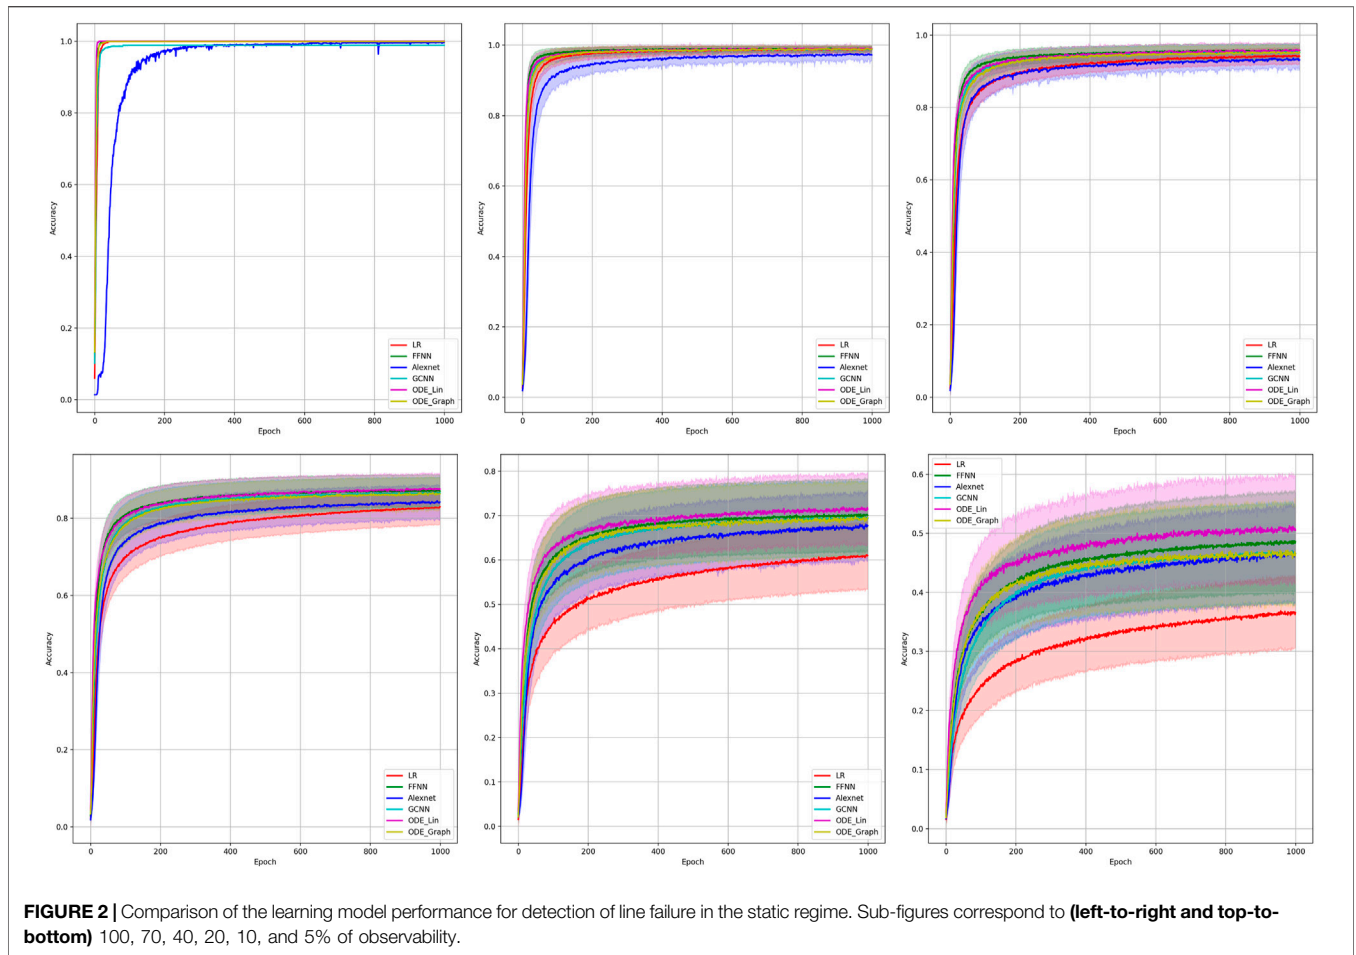 1.0
0.8
0.6
0.4
0.2
0.0
Accuracy
0
200
400
600
800
1000
Epoch
LR
FFNN
Alexnet
GCNN
ODE_Lin
ODE_Graph
1.0
0.8
0.6
0.4
0.2
0.0
Accuracy
0
200
400
600
800
1000
Epoch
LR
FFNN
Alexnet
GCNN
ODE_Lin
ODE_Graph
1.0
0.8
0.6
0.4
0.2
0.0
Accuracy
0
200
400
600
800
1000
Epoch
LR
FFNN
Alexnet
GCNN
ODE_Lin
ODE_Graph
0.8
0.6
0.4
0.2
0.0
Accuracy
0
200
400
600
800
1000
Epoch
LR
FFNN
Alexnet
GCNN
ODE_Lin
ODE_Graph
0.8
0.7
0.6
0.5
0.4
0.3
0.2
0.1
0.0
Accuracy
0
200
400
600
800
1000
Epoch
LR
FFNN
Alexnet
GCNN
ODE_Lin
ODE_Graph
0.6
0.5
0.4
0.3
0.2
0.1
0.0
Accuracy
0
200
400
600
800
1000
Epoch
LR
FFNN
Alexnet
GCNN
ODE_Lin
ODE_Graph
FIGURE 2 | Comparison of the learning model performance for detection of line failure in the static regime. Sub-figures correspond to (left-to-right and top-to-
bottom) 100, 70, 40, 20, 10, and 5% of observability.